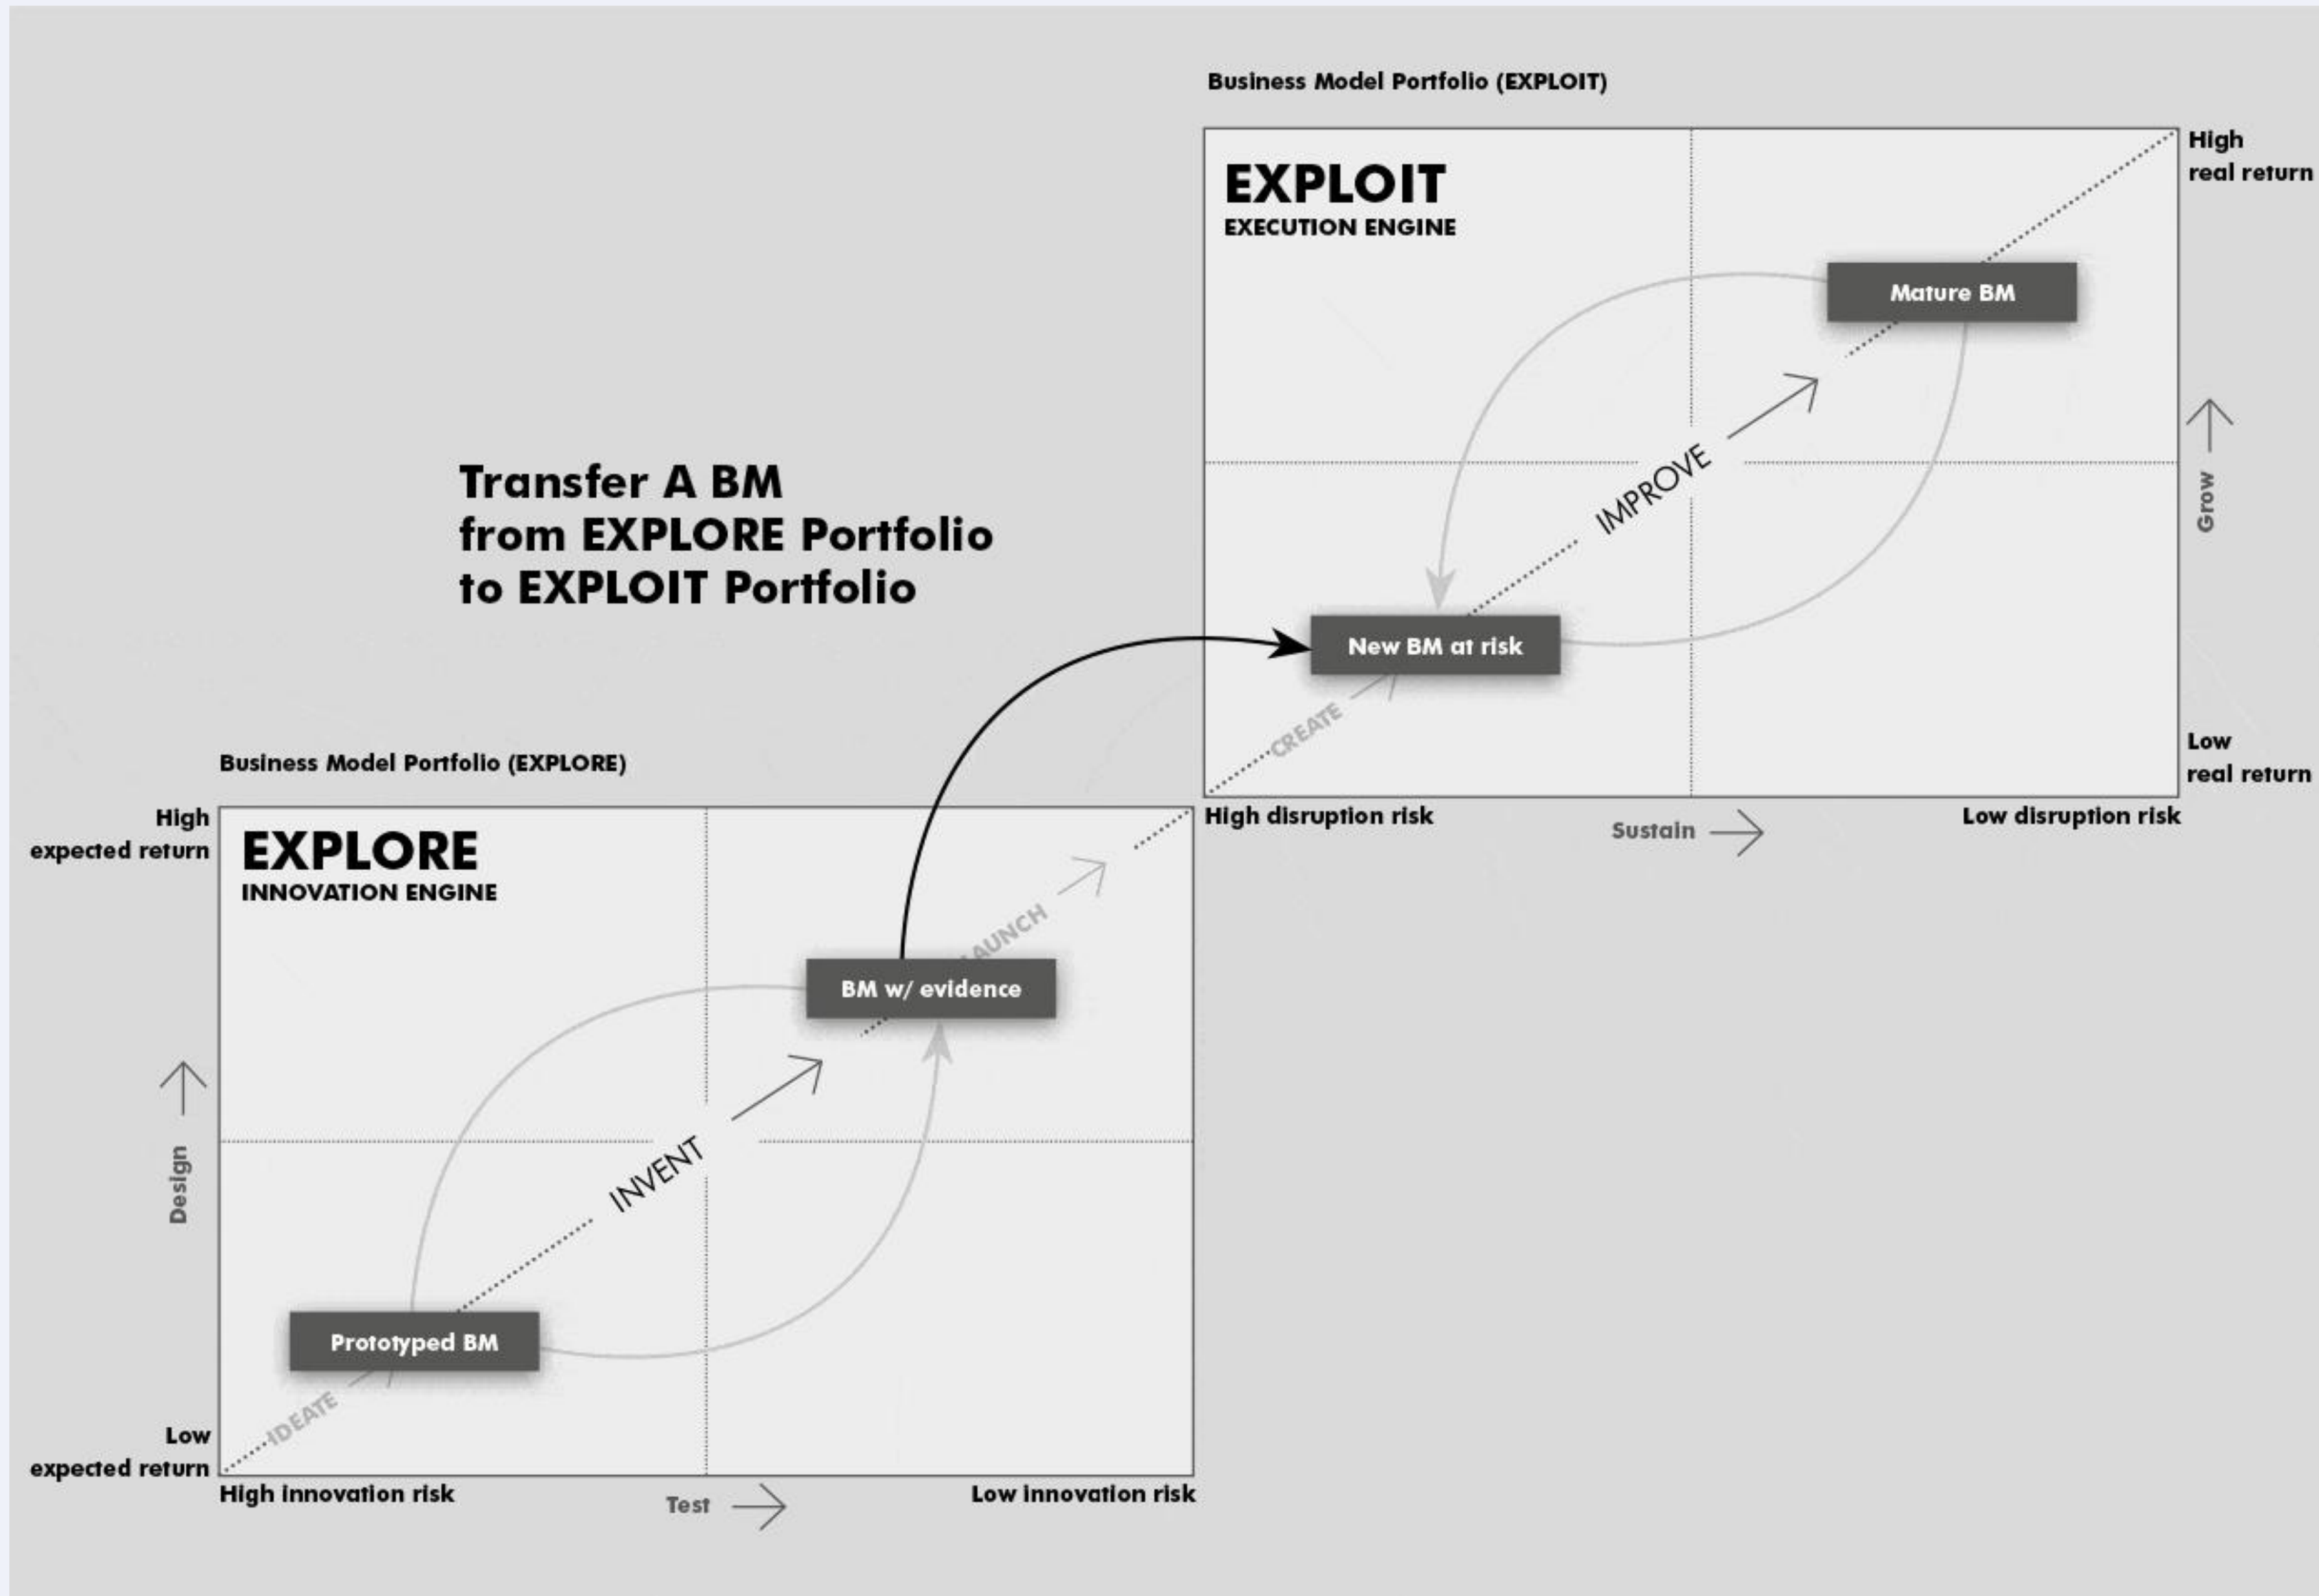 Business Model Portfolio (EXPLOIT)
EXPLOIT
EXECUTION ENGINE
High
real return
Mature BM
IMPROVE
Grow
New BM at risk
CREATE
Low
real return
High disruption risk
Sustain
Low disruption risk
Transfer A BM
from EXPLORE Portfolio
to EXPLOIT Portfolio
Business Model Portfolio (EXPLORE)
High
expected return
EXPLORE
INNOVATION ENGINE
AUNCH
BM w/ evidence
INVENT
Design
Prototyped BM
IDEATE
Low
expected return
High innovation risk
Test
Low innovation risk